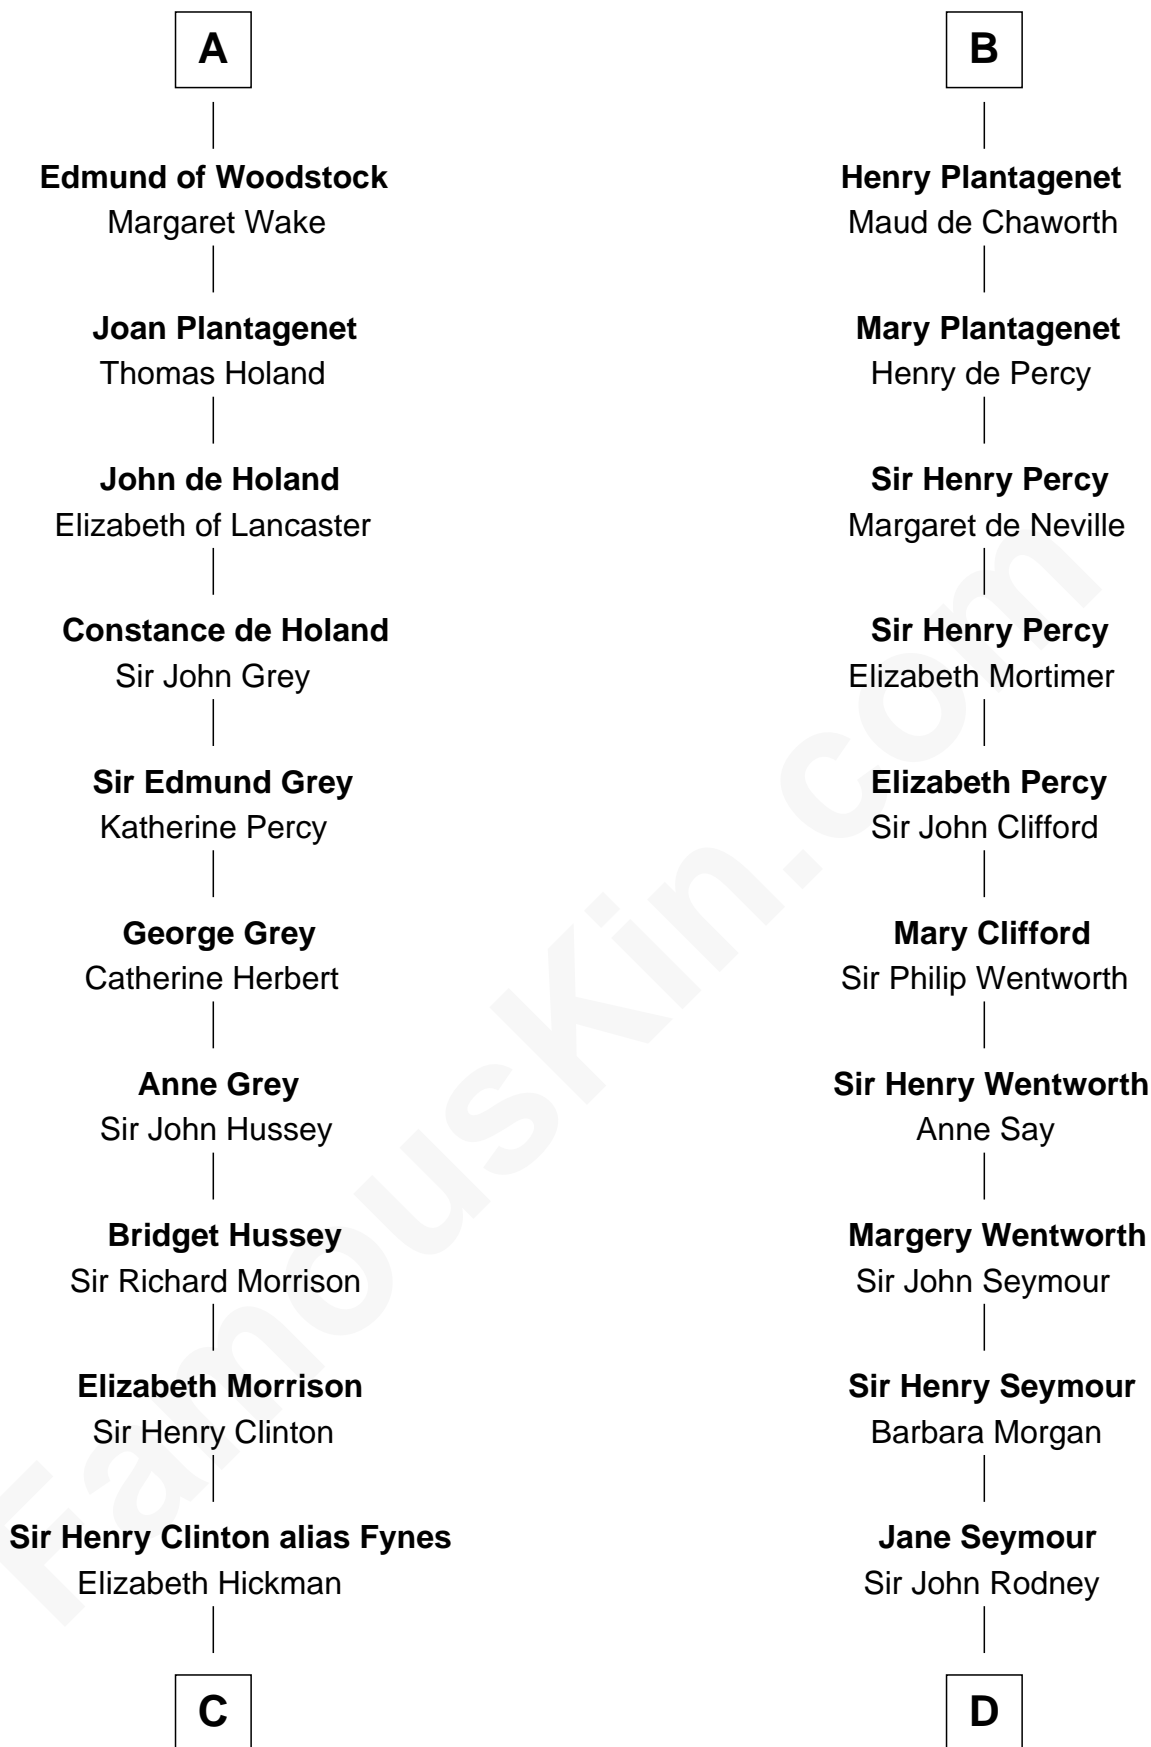 A
Edmund of Woodstock
Margaret Wake
Joan Plantagenet
Thomas Holand
John de Holand
Elizabeth of Lancaster
Constance de Holand
Sir John Grey
Sir Edmund Grey
Katherine Percy
George Grey
Catherine Herbert
Anne Grey
Sir John Hussey
Bridget Hussey
Sir Richard Morrison
Elizabeth Morrison
Sir Henry Clinton
Sir Henry Clinton alias Fynes
Elizabeth Hickman
C
B
Henry Plantagenet
Maud de Chaworth
Mary Plantagenet
Henry de Percy
Sir Henry Percy
Margaret de Neville
Sir Henry Percy
Elizabeth Mortimer
Elizabeth Percy
Sir John Clifford
Mary Clifford
Sir Philip Wentworth
Sir Henry Wentworth
Anne Say
Margery Wentworth
Sir John Seymour
Sir Henry Seymour
Barbara Morgan
Jane Seymour
Sir John Rodney
D
FamousKin.com